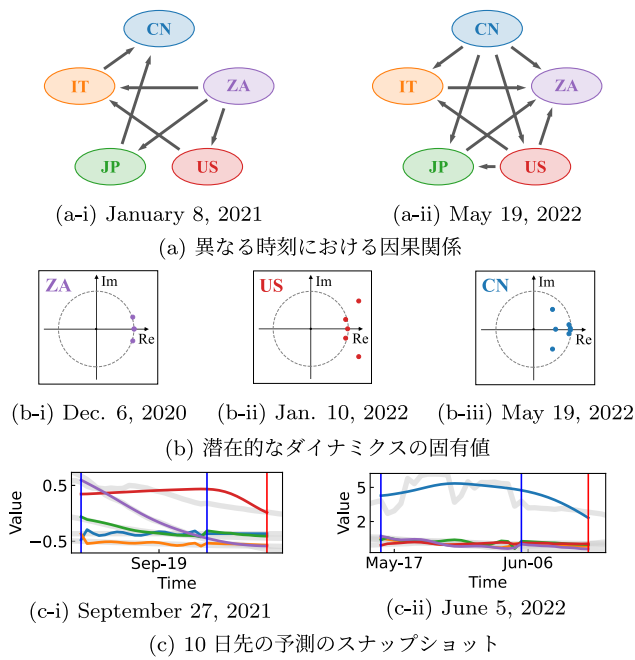 CN
CN
IT
ZA
IT
ZA
JP
US
JP
US
(a-i) January 8, 2021
(a-ii) May 19, 2022
(a) 異なる時刻における因果関係
ZA
Im
Re
US
Im
Re
CN
Im
Re
(b-i) Dec. 6, 2020
(b-ii) Jan. 10, 2022
(b-iii) May 19, 2022
(b) 潜在的なダイナミクスの固有値
Value
0.5
−0.5
Sep-19
Time
Value
5
2
May-17
Jun-06
Time
(c-i) September 27, 2021
(c-ii) June 5, 2022
(c) 10 日先の予測のスナップショット